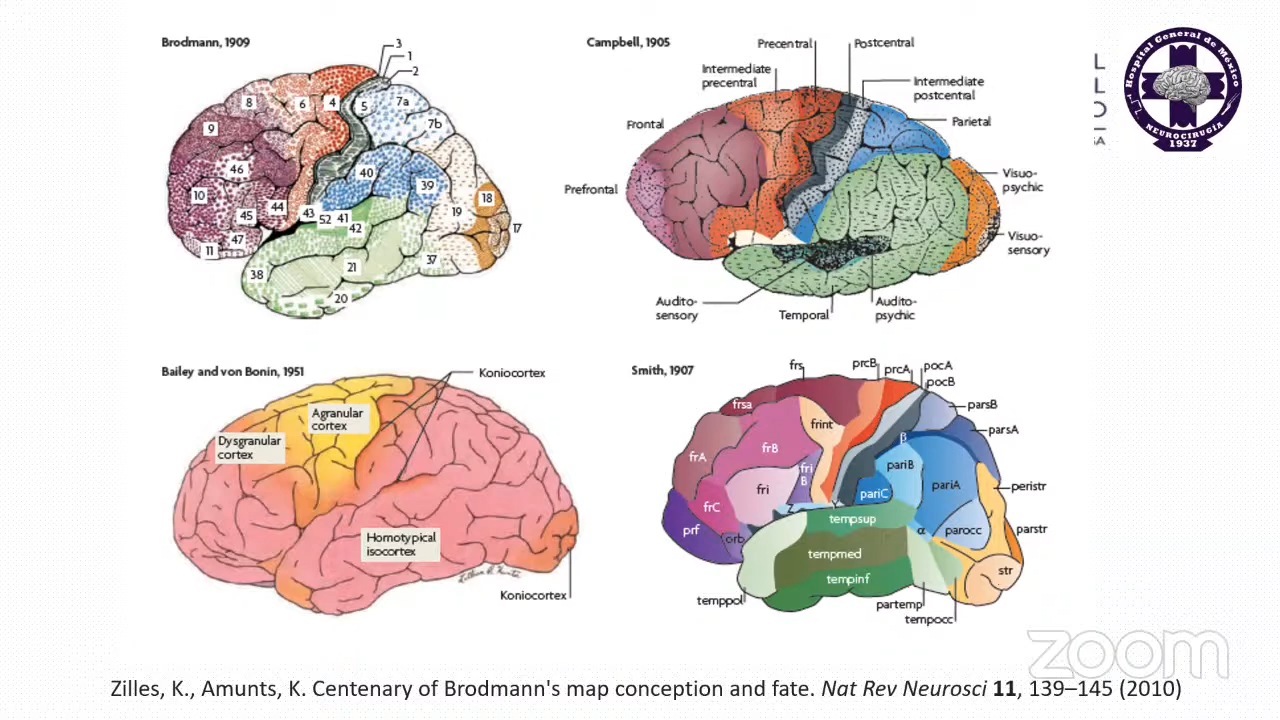 Brodmann, 1909
3
1
2
8
6
4
5
7a
7b
9
46
40
39
10
45
44
43
52
41
42
19
18
17
11
47
38
21
37
20
Campbell, 1905
Precentral
Postcentral
Intermediate
precentral
Intermediate
postcentral
Frontal
Parietal
Prefrontal
Visuo-
psychic
Visuo-
sensory
Audito-
sensory
Temporal
Audito-
psychic
L
L
O
SA
Hospital General de México
NEUROCIRUGÍA
1937
Bailey and von Bonin, 1951
Koniocortex
Agranular
cortex
Dysgranular
cortex
Homotypical
isocortex
Koniocortex
Smith, 1907
frs
prcB
prcA
pocA
pocB
frsa
parsB
frint
parsA
β
frA
frB
fri
B
pariB
pariA
peristr
fri
pariC
frC
Z
γ
tempsup
prf
orb
α
parocc
parstr
tempmed
str
tempinf
temppol
partemp
tempocc
zoom
Zilles, K., Amunts, K. Centenary of Brodmann's map conception and fate. Nat Rev Neurosci 11, 139–145 (2010)